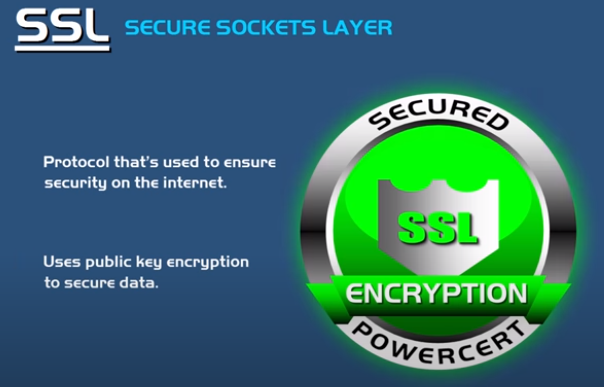 SSL SECURE SOCKETS LAYER
Protocol that's used to ensure
security on the internet.
Uses public key encryption
to secure data.
SECURED
SSL
ENCRYPTION
POWERCERT